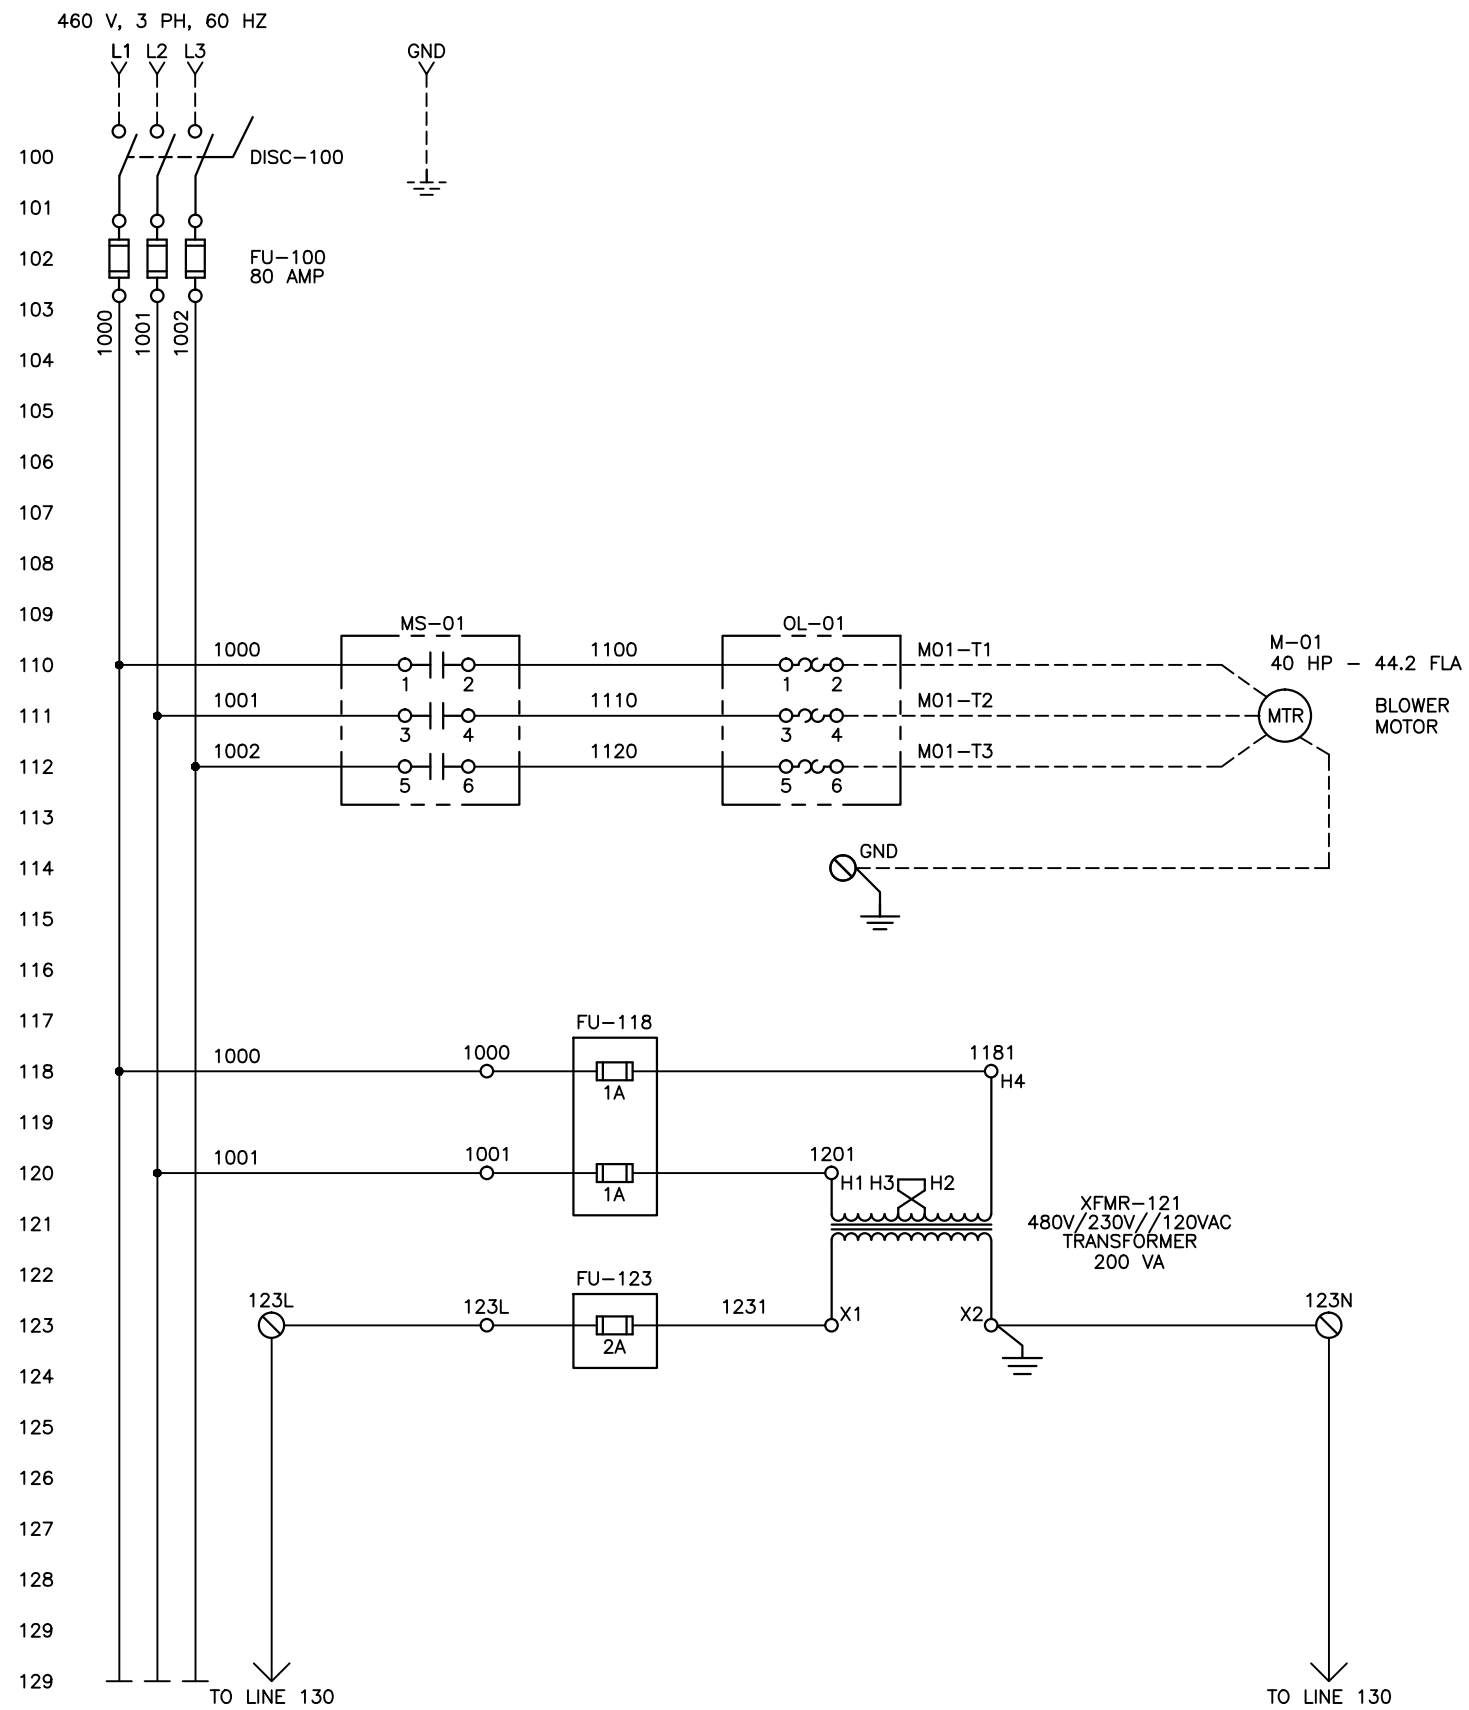 460 V, 3 PH, 60 HZ
L1 L2 L3 GND
100 DISC-100
101
102 FU-100
80 AMP
103
1000 1001 1002
104
105
106
107
108
109
MS-01 OL-01
M-01
40 HP - 44.2 FLA
110 1000 1100 M01-T1
1 2 1 2
BLOWER
MOTOR
111 1001 1110 M01-T2 MTR
3 4 3 4
112 1002 1120 M01-T3
5 6 5 6
113
GND
114
115
116
117 FU-118
118 1000 1000 1181
1A H4
119
120 1001 1001 1201
1A H1 H3 H2
XFMR-121
121 480V/230V//120VAC
TRANSFORMER
200 VA
122 FU-123
123L 123L 1231 X1 X2 123N
123
2A
124
125
126
127
128
129
129
TO LINE 130 TO LINE 130